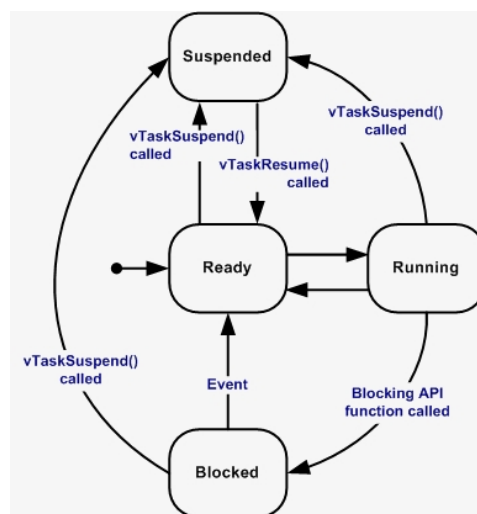 Suspended
vTaskSuspend()
called
vTaskSuspend()
called
vTaskResume()
called
Ready
Running
vTaskSuspend()
called
Event
Blocking API
function called
Blocked